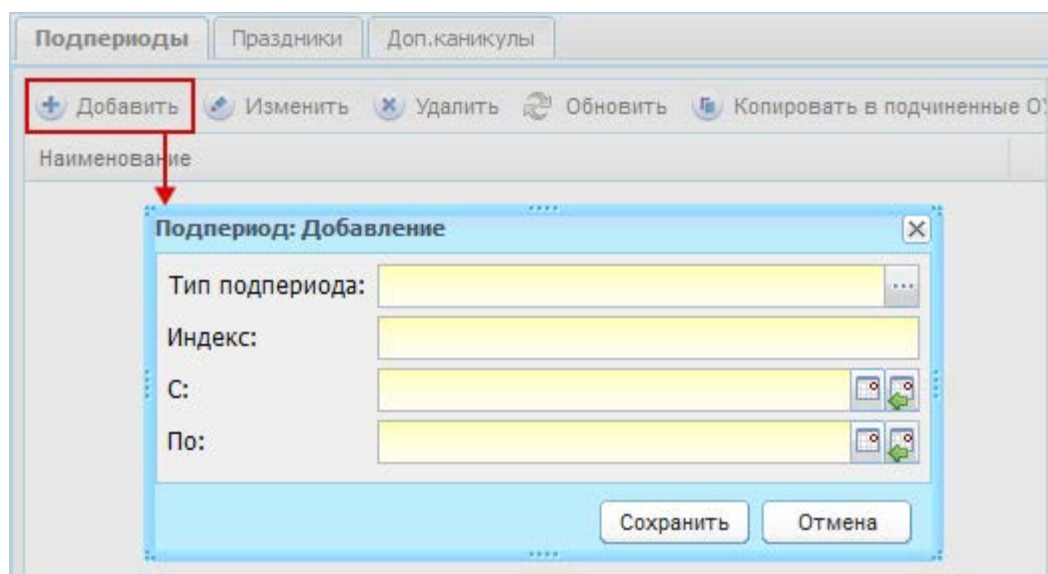 Подпериоды Праздники Доп.каникулы
Добавить Изменить Удалить Обновить Копировать в подчиненные О
Наименование
Подпериод: Добавление
Тип подпериода:
Индекс:
С:
По:
Сохранить Отмена